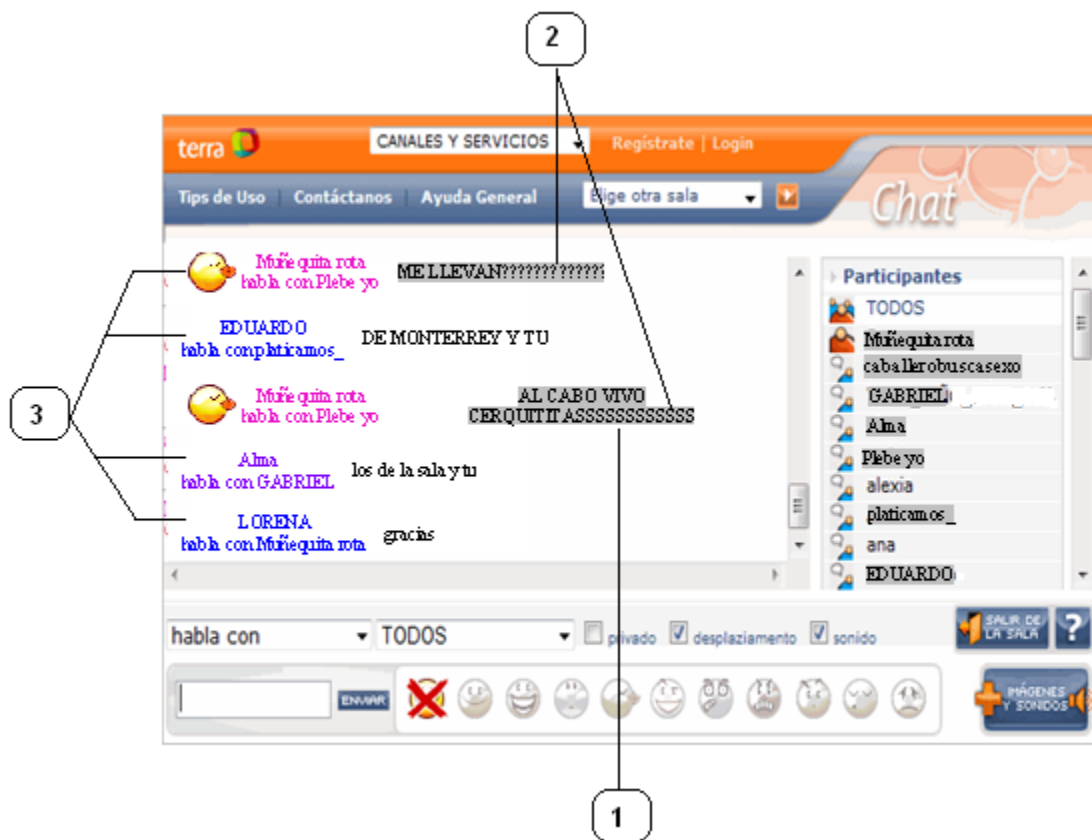 2
terra CANALES Y SERVICIOS Regístrate | Login
Tips de Uso | Contáctanos | Ayuda General Elige otra sala Chat
Muñequita rota
habla con Plebe yo ME LLEVAN?????????????
EDUARDO
habla con platicamos_ DE MONTERREY Y TU
Muñequita rota
habla con Plebe yo
AL CABO VIVO
CERQUITITASSSSSSSSSSSS
3
Alma
habla con GABRIEL los de la sala y tu
LORENA
habla con Muñequita rota gracias
Participantes
TODOS
Muñequita rota
caballerobuscasexo
GABRIEL
Alma
Plebe yo
alexia
platicamos_
ana
EDUARDO
habla con TODOS privado desplaziamento sonido
SALIR DE
LA SALA ?
ENVIAR
IMÁGENES
Y SONIDOS
1